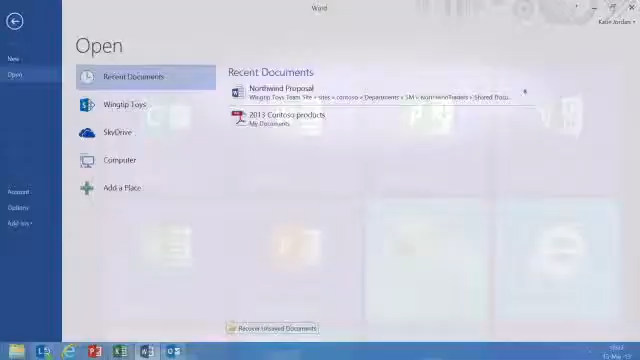 Word
Katie Jordan
Open
New
Open
Recent Documents
Wingtip Toys
SkyDrive
Computer
Add a Place
Recent Documents
Northwind Proposal
Wingtip Toys Team Site » sites » contoso » Departments » SM » NorthwindTraders » Shared Docu...
2013 Contoso products
My Documents
Account
Options
Add-Ins
Recover Unsaved Documents